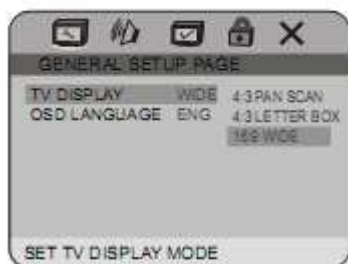 GENERAL SETUP PAGE
TV DISPLAY WIDE 4:3 PAN SCAN
OSD LANGUAGE ENG 4:3 LETTER BOX
16:9 WIDE
SET TV DISPLAY MODE